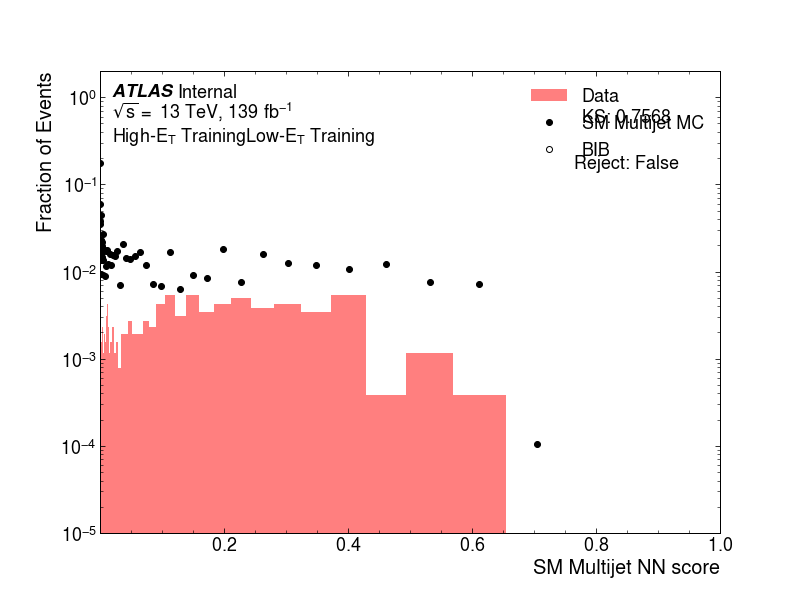 ATLAS Internal
√s = 13 TeV, 139 fb⁻¹
High-E_T TrainingLow-E_T Training
Data
KS: 0.7568
SM Multijet MC
BIB
Reject: False
Fraction of Events
10⁰
10⁻¹
10⁻²
10⁻³
10⁻⁴
10⁻⁵
0.2 0.4 0.6 0.8 1.0
SM Multijet NN score